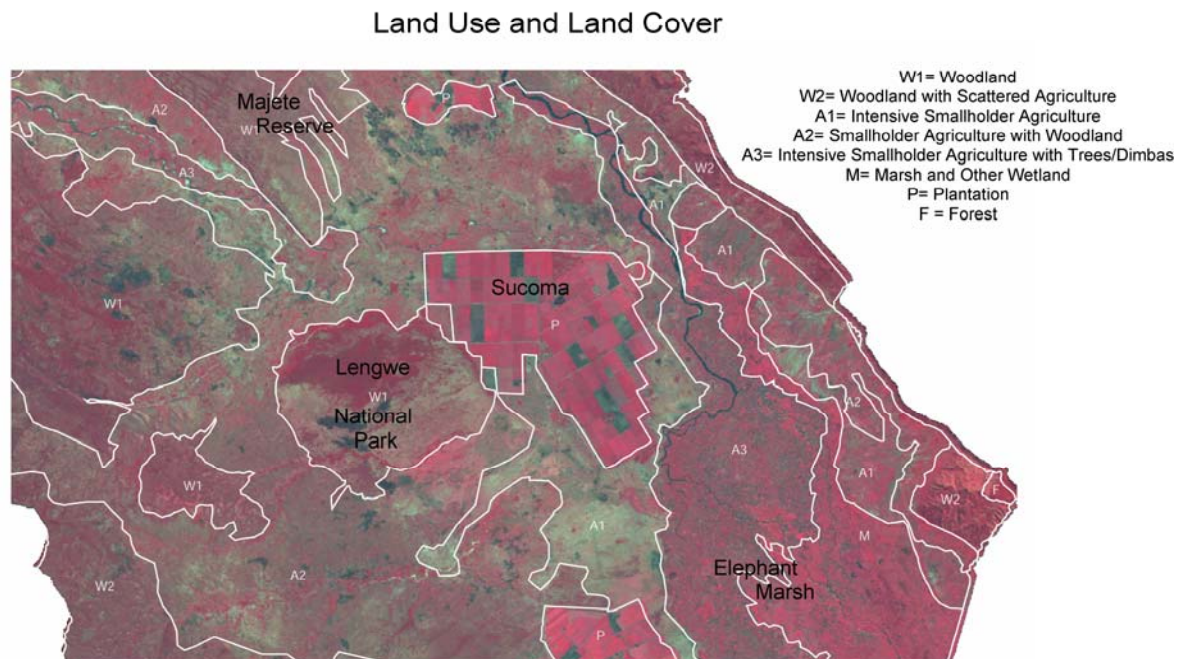 Land Use and Land Cover
W1= Woodland
W2= Woodland with Scattered Agriculture
A1= Intensive Smallholder Agriculture
A2= Smallholder Agriculture with Woodland
A3= Intensive Smallholder Agriculture with Trees/Dimbas
M= Marsh and Other Wetland
P= Plantation
F = Forest
A2
Majete
Reserve
W1
P
A3
W2
A1
A1
W1
Sucoma
P
Lengwe
W1
National
Park
A2
A3
A1
W1
W2
F
A1
M
W2
A2
Elephant
Marsh
P